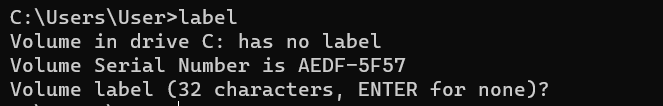 C:\Users\User>label
Volume in drive C: has no label
Volume Serial Number is AEDF-5F57
Volume label (32 characters, ENTER for none)?